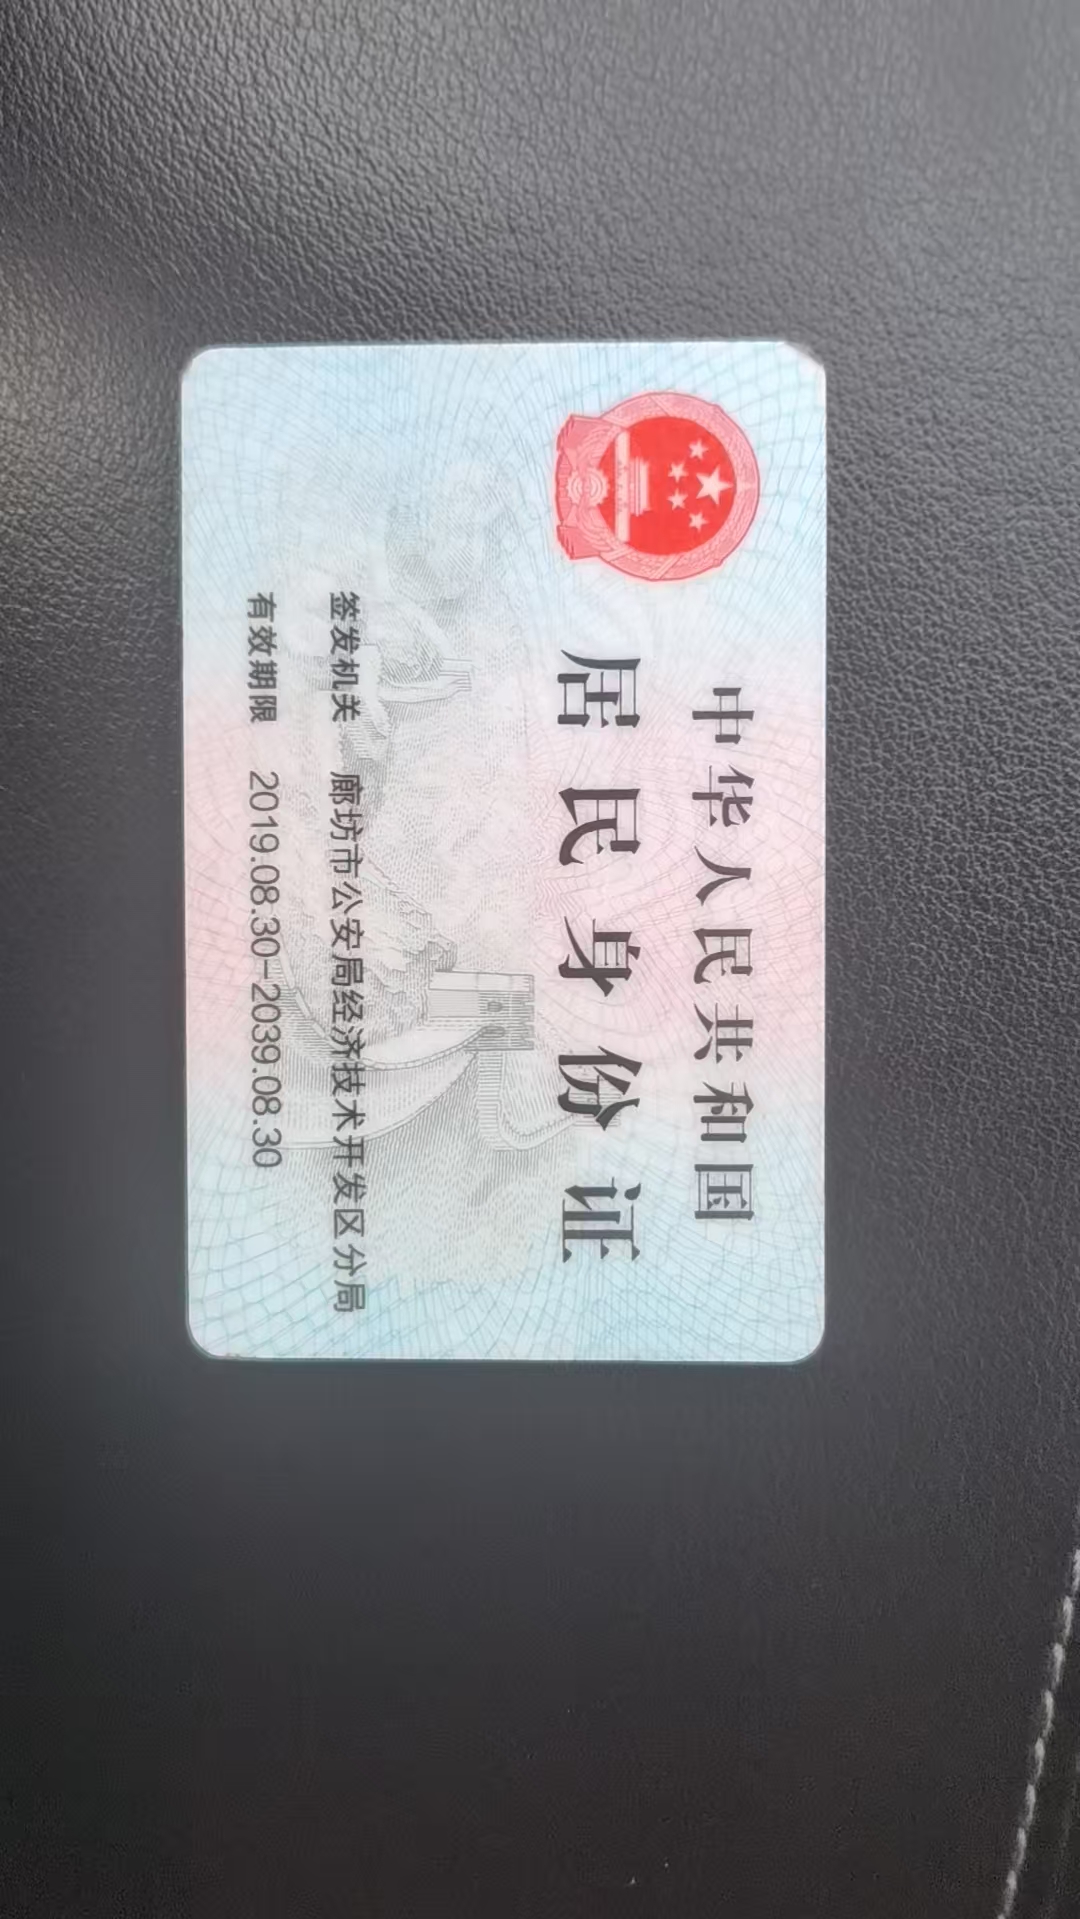 中华人民共和国
居民身份证
签发机关 廊坊市公安局经济技术开发区分局
有效期限 2019.08.30-2039.08.30